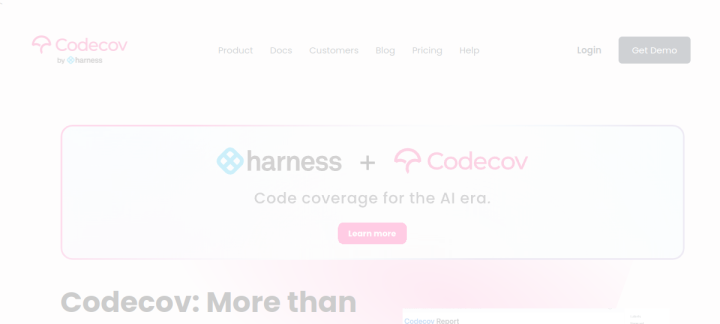 Codecov
by harness
Product Docs Customers Blog Pricing Help Login Get Demo
harness + Codecov
Code coverage for the AI era.
Learn more
Codecov: More than
Codecov Report